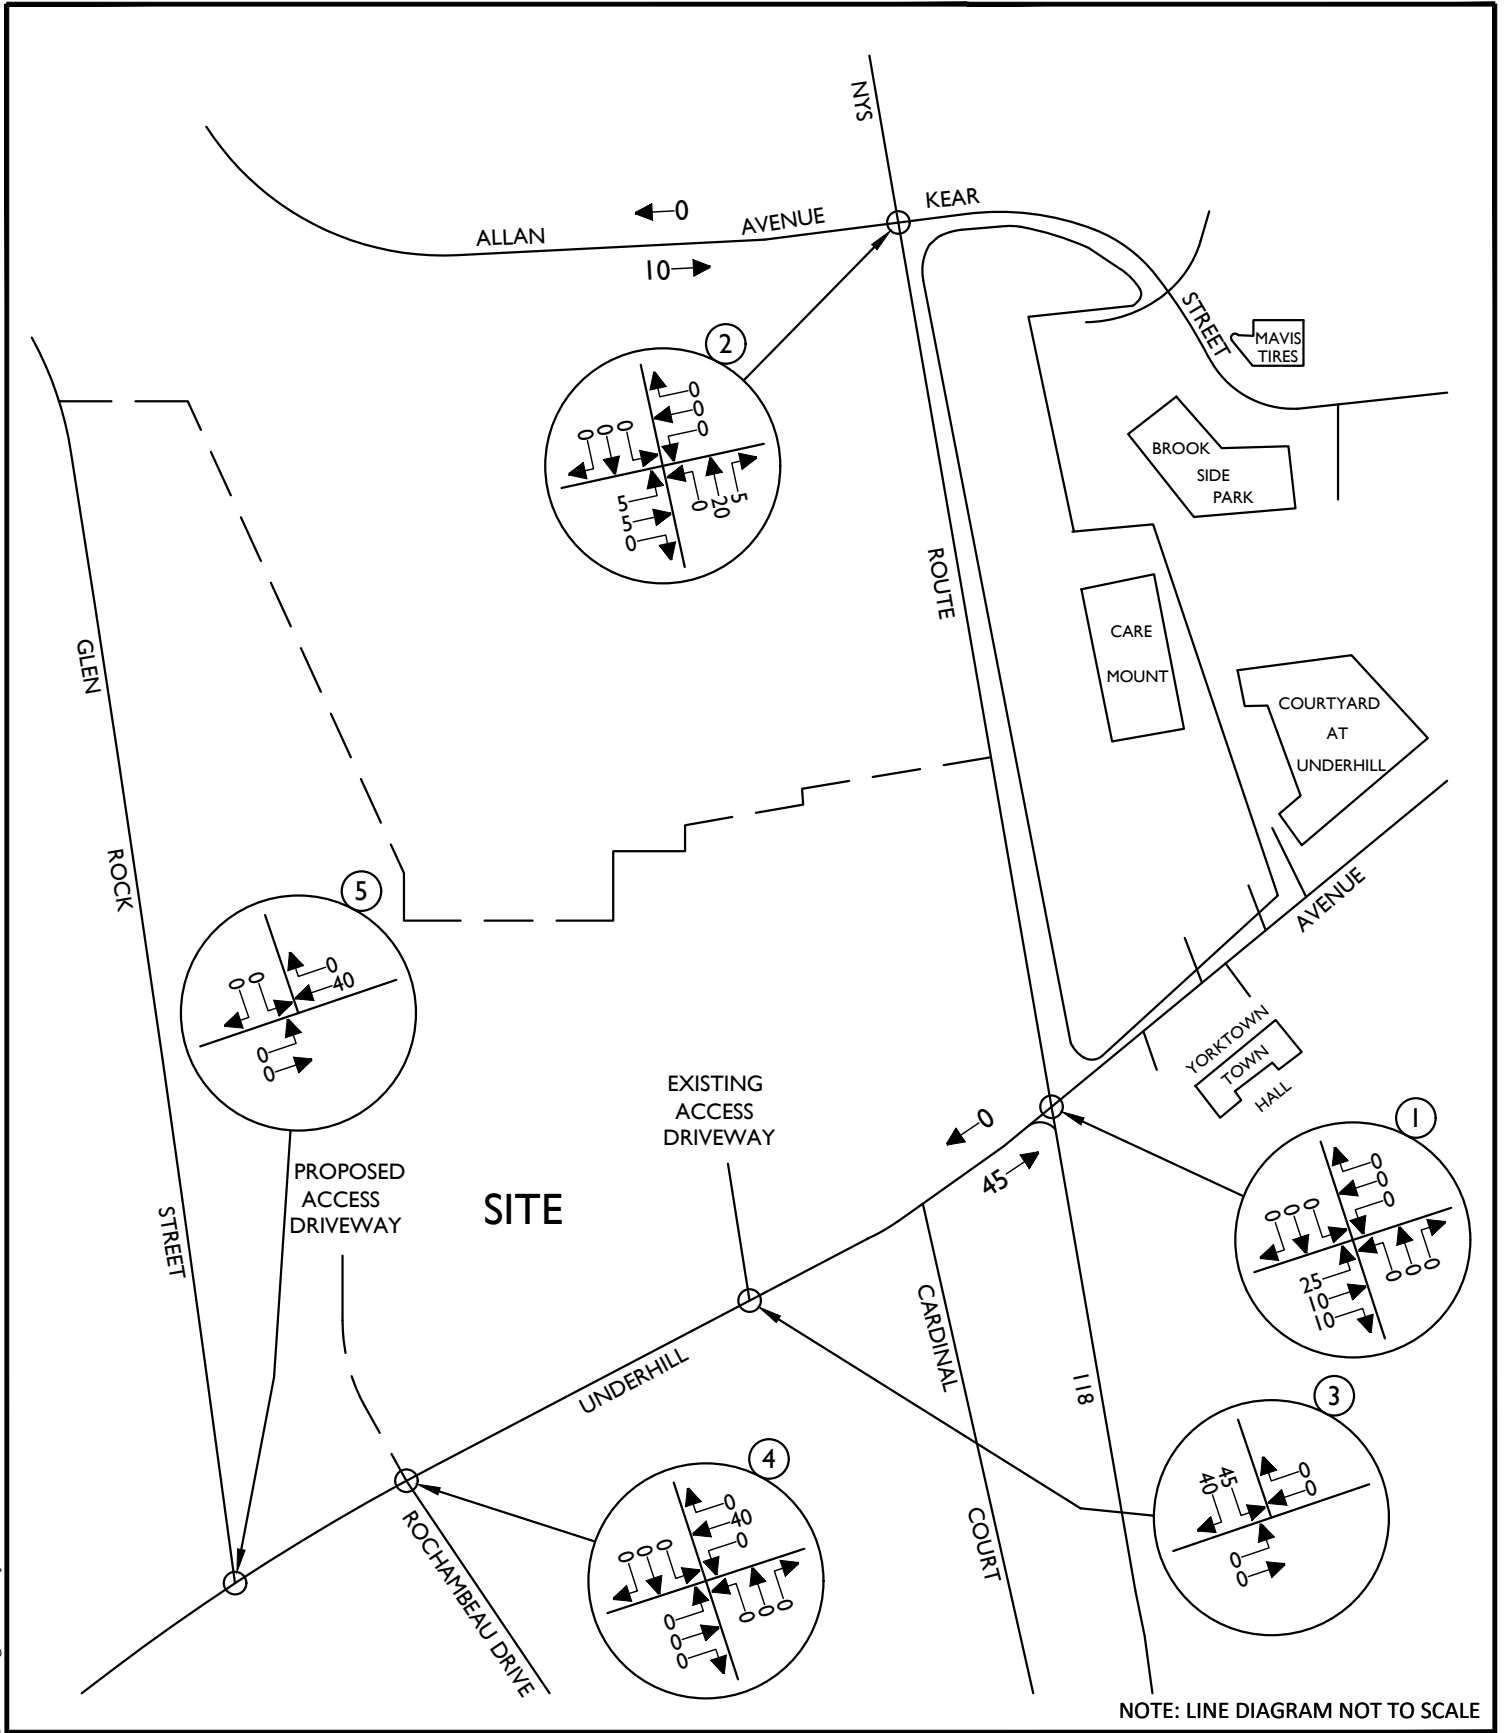 NYS
KEAR
0
ALLAN
AVENUE
10
STREET
MAVIS
TIRES
2
0
0
0
0
0
0
5
5
0
0
20
5
BROOK
SIDE
PARK
ROUTE
GLEN
CARE
MOUNT
COURTYARD
AT
UNDERHILL
ROCK
5
0
0
0
40
0
0
AVENUE
YORKTOWN
TOWN
HALL
EXISTING
ACCESS
DRIVEWAY
0
45
1
0
0
0
0
0
0
25
10
10
0
0
0
PROPOSED
ACCESS
DRIVEWAY
SITE
STREET
CARDINAL
UNDERHILL
118
3
40
45
0
0
0
0
4
0
0
0
0
40
0
0
0
0
0
0
0
COURT
ROCHAMBEAU DRIVE
NOTE: LINE DIAGRAM NOT TO SCALE